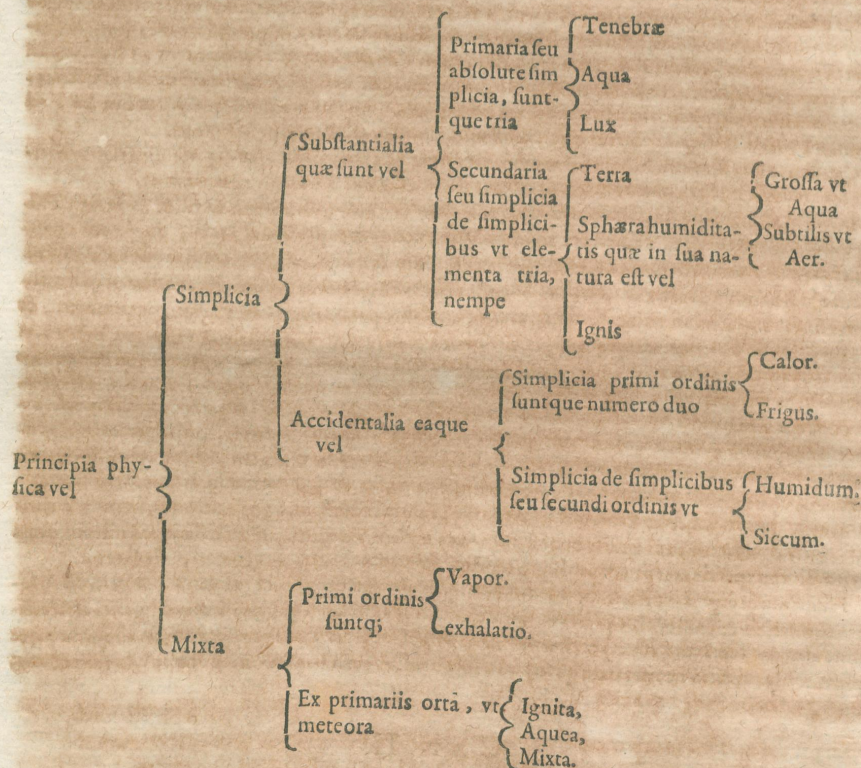 Principia phy-
ſica vel
Simplicia
Subſtantialia
quæ ſunt vel
Primaria ſeu
abſolute ſim
plicia, ſunt-
que tria
Tenebræ
Aqua
Lux
Secundaria
ſeu ſimplicia
de ſimplici-
bus vt ele-
menta tria,
nempe
Terra
Sphæra humidita-
tis quæ in ſua na-
tura eſt vel
Groſſa vt
Aqua
Subtilis vt
Aer.
Ignis
Accidentalia eaque
vel
Simplicia primi ordinis
ſuntque numero duo
Calor.
Frigus.
Simplicia de ſimplicibus
ſeu ſecundi ordinis vt
Humidum.
Siccum.
Mixta
Primi ordinis
ſuntq;
Vapor.
exhalatio.
Ex primariis orta, vt
meteora
Ignita,
Aquea,
Mixta.